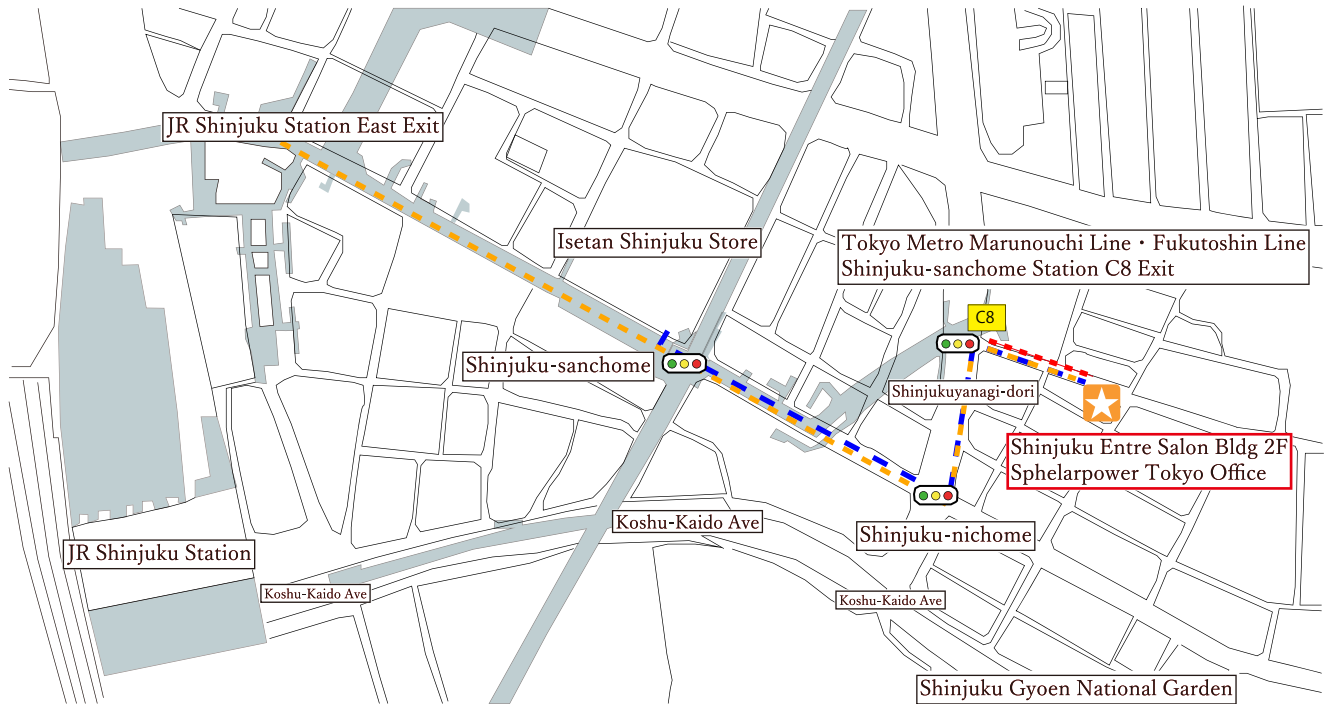 JR Shinjuku Station East Exit
Isetan Shinjuku Store
Tokyo Metro Marunouchi Line・Fukutoshin Line
Shinjuku-sanchome Station C8 Exit
C8
Shinjuku-sanchome
Shinjukuyanagi-dori
Shinjuku Entre Salon Bldg 2F
Sphelarpower Tokyo Office
Koshu-Kaido Ave
Shinjuku-nichome
JR Shinjuku Station
Koshu-Kaido Ave
Koshu-Kaido Ave
Shinjuku Gyoen National Garden